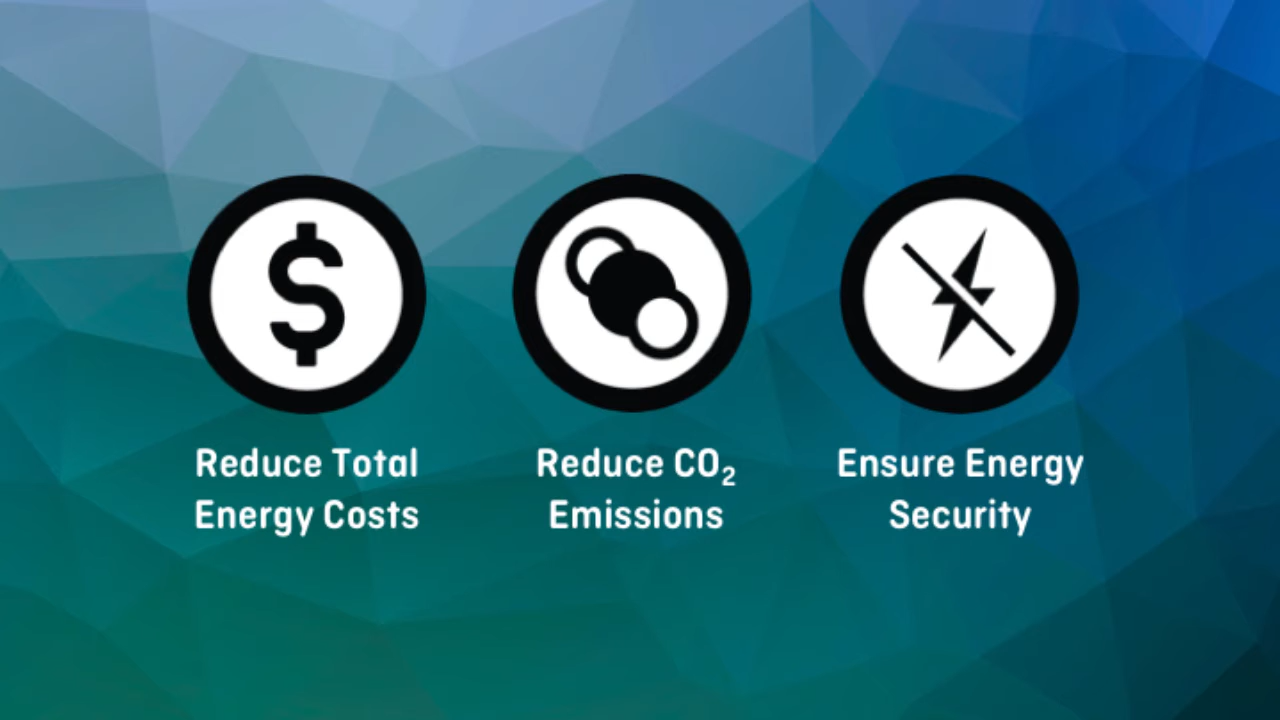 $
Reduce Total
Energy Costs
Reduce CO₂
Emissions
Ensure Energy
Security